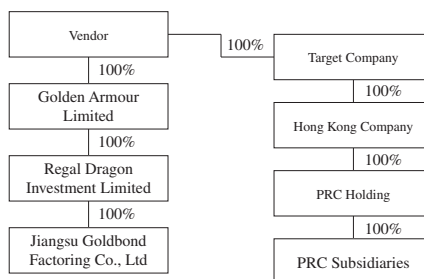 Vendor
100%
Target Company
100%
100%
Golden Armour
Limited
Hong Kong Company
100%
100%
Regal Dragon
Investment Limited
PRC Holding
100%
100%
Jiangsu Goldbond
Factoring Co., Ltd
PRC Subsidiaries